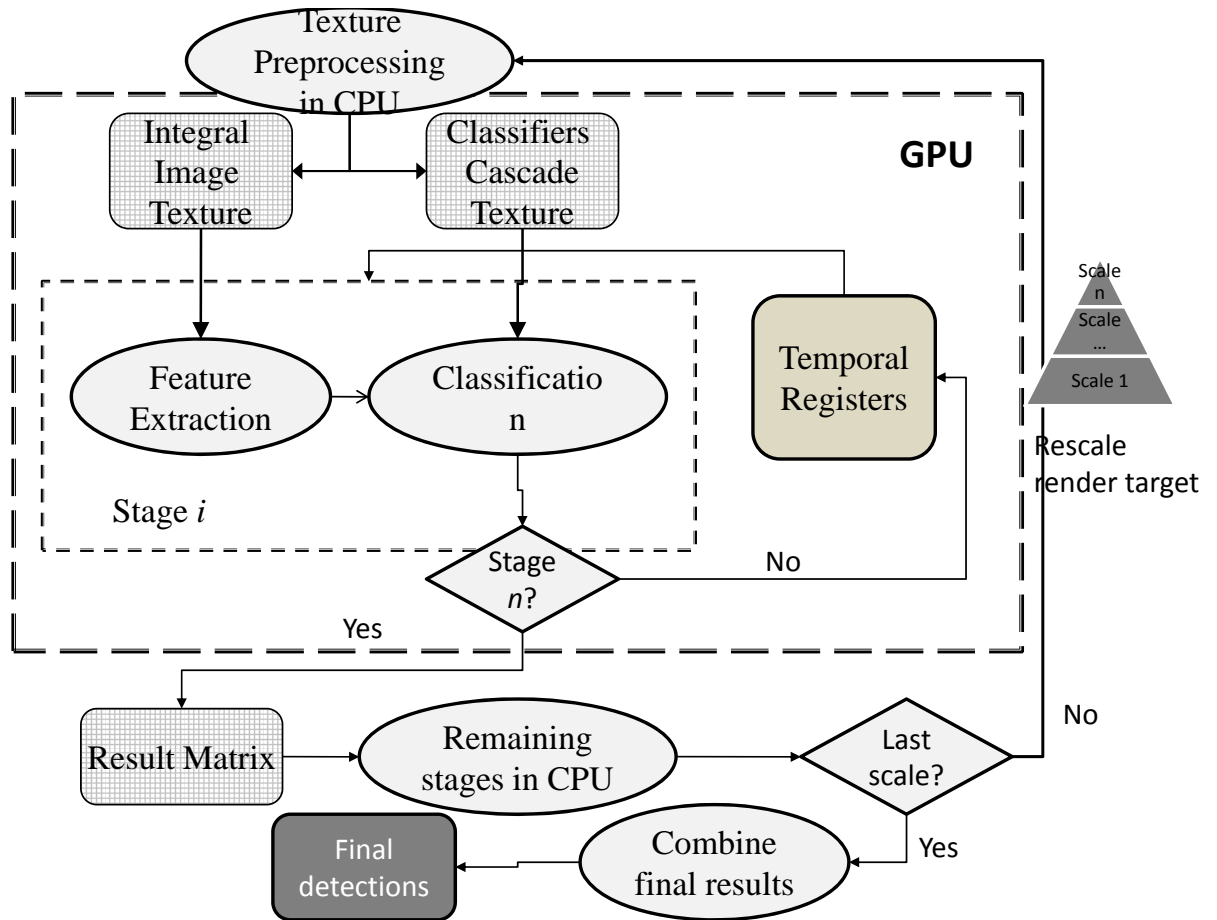 Texture
Preprocessing
in CPU
Integral
Image
Texture
Classifiers
Cascade
Texture
GPU
Scale
n
Scale
...
Scale 1
Rescale
render target
Feature
Extraction
Classificatio
n
Temporal
Registers
Stage i
Stage
n?
No
Yes
Result Matrix
Remaining
stages in CPU
Last
scale?
No
Yes
Combine
final results
Final
detections